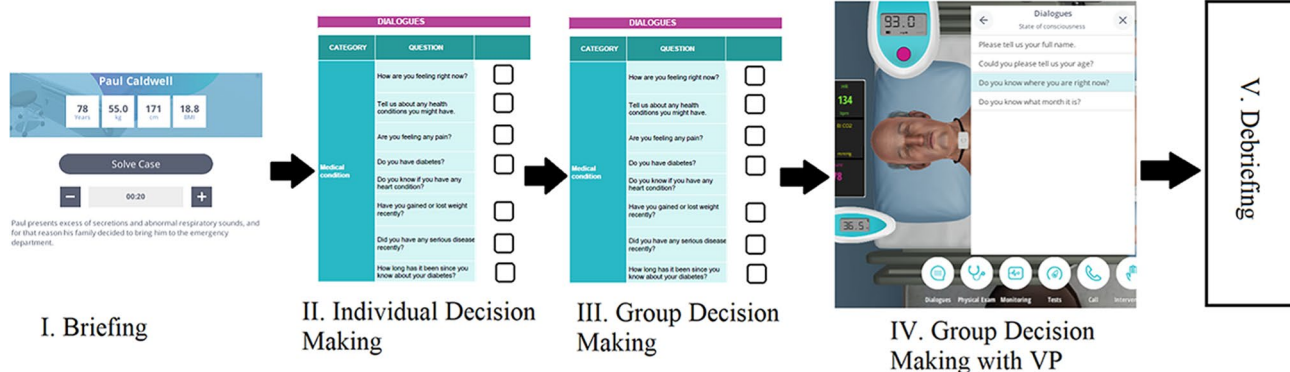 Paul Caldwell
78 55.0 171 18.8
Years kg cm BMI
Solve Case
− 00:20 +
Paul presents excess of secretions and abnormal respiratory sounds, and
for that reason his family decided to bring him to the emergency
department.
I. Briefing
DIALOGUES
CATEGORY QUESTION
How are you feeling right now?
Tell us about any health
conditions you might have.
Are you feeling any pain?
Do you have diabetes?
Medical
condition
Do you know if you have any
heart condition?
Have you gained or lost weight
recently?
Did you have any serious disease
recently?
How long has it been since you
know about your diabetes?
II. Individual Decision
Making
DIALOGUES
CATEGORY QUESTION
How are you feeling right now?
Tell us about any health
conditions you might have.
Are you feeling any pain?
Do you have diabetes?
Medical
condition
Do you know if you have any
heart condition?
Have you gained or lost weight
recently?
Did you have any serious disease
recently?
How long has it been since you
know about your diabetes?
III. Group Decision
Making
93.0
134
bpm
CO2
mmHg
78
36.5
Dialogues
State of consciousness
Please tell us your full name.
Could you please tell us your age?
Do you know where you are right now?
Do you know what month it is?
Dialogues Physical Exam Monitoring Tests Call Interven
IV. Group Decision
Making with VP
V. Debriefing